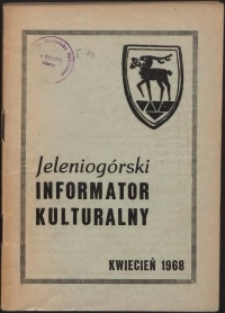 Jeleniogórski
INFORMATOR
KULTURALNY
KWIECIEŃ 1968